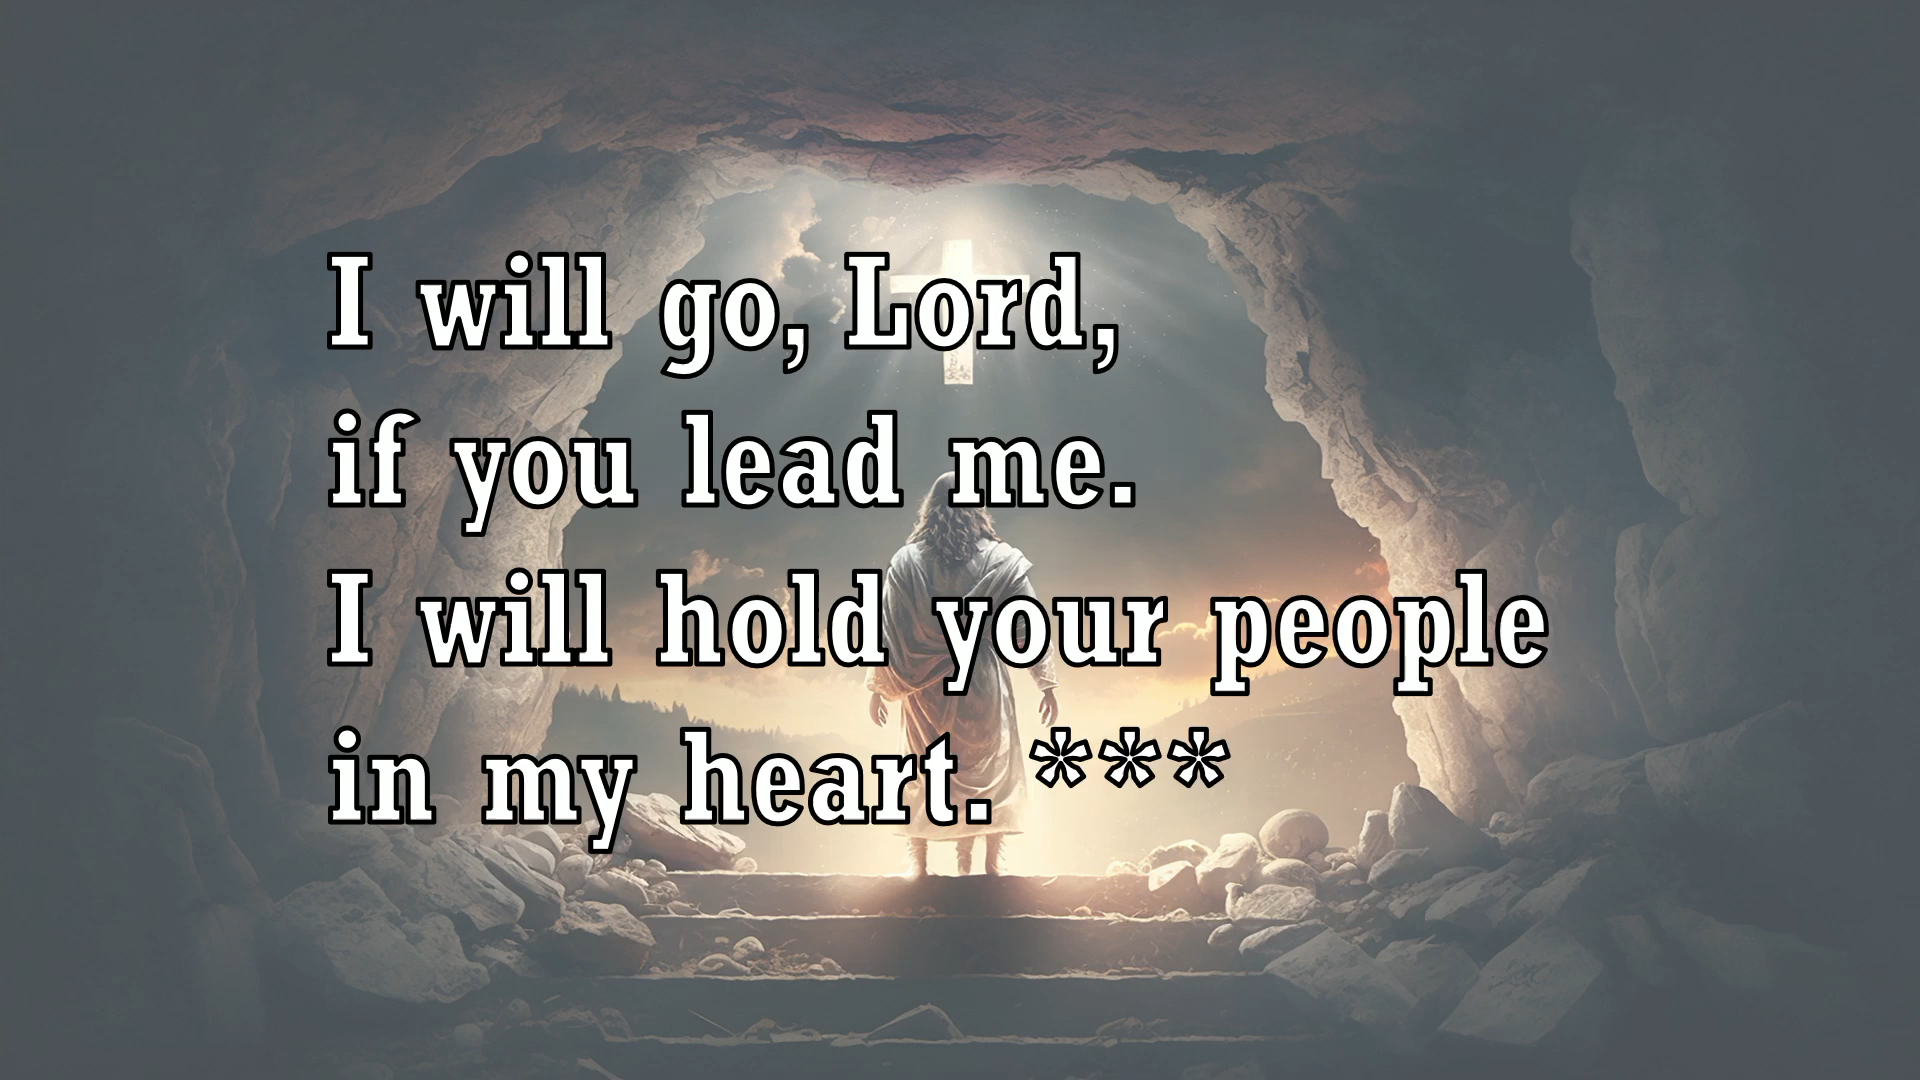 I will go, Lord,
if you lead me.
I will hold your people
in my heart. ***